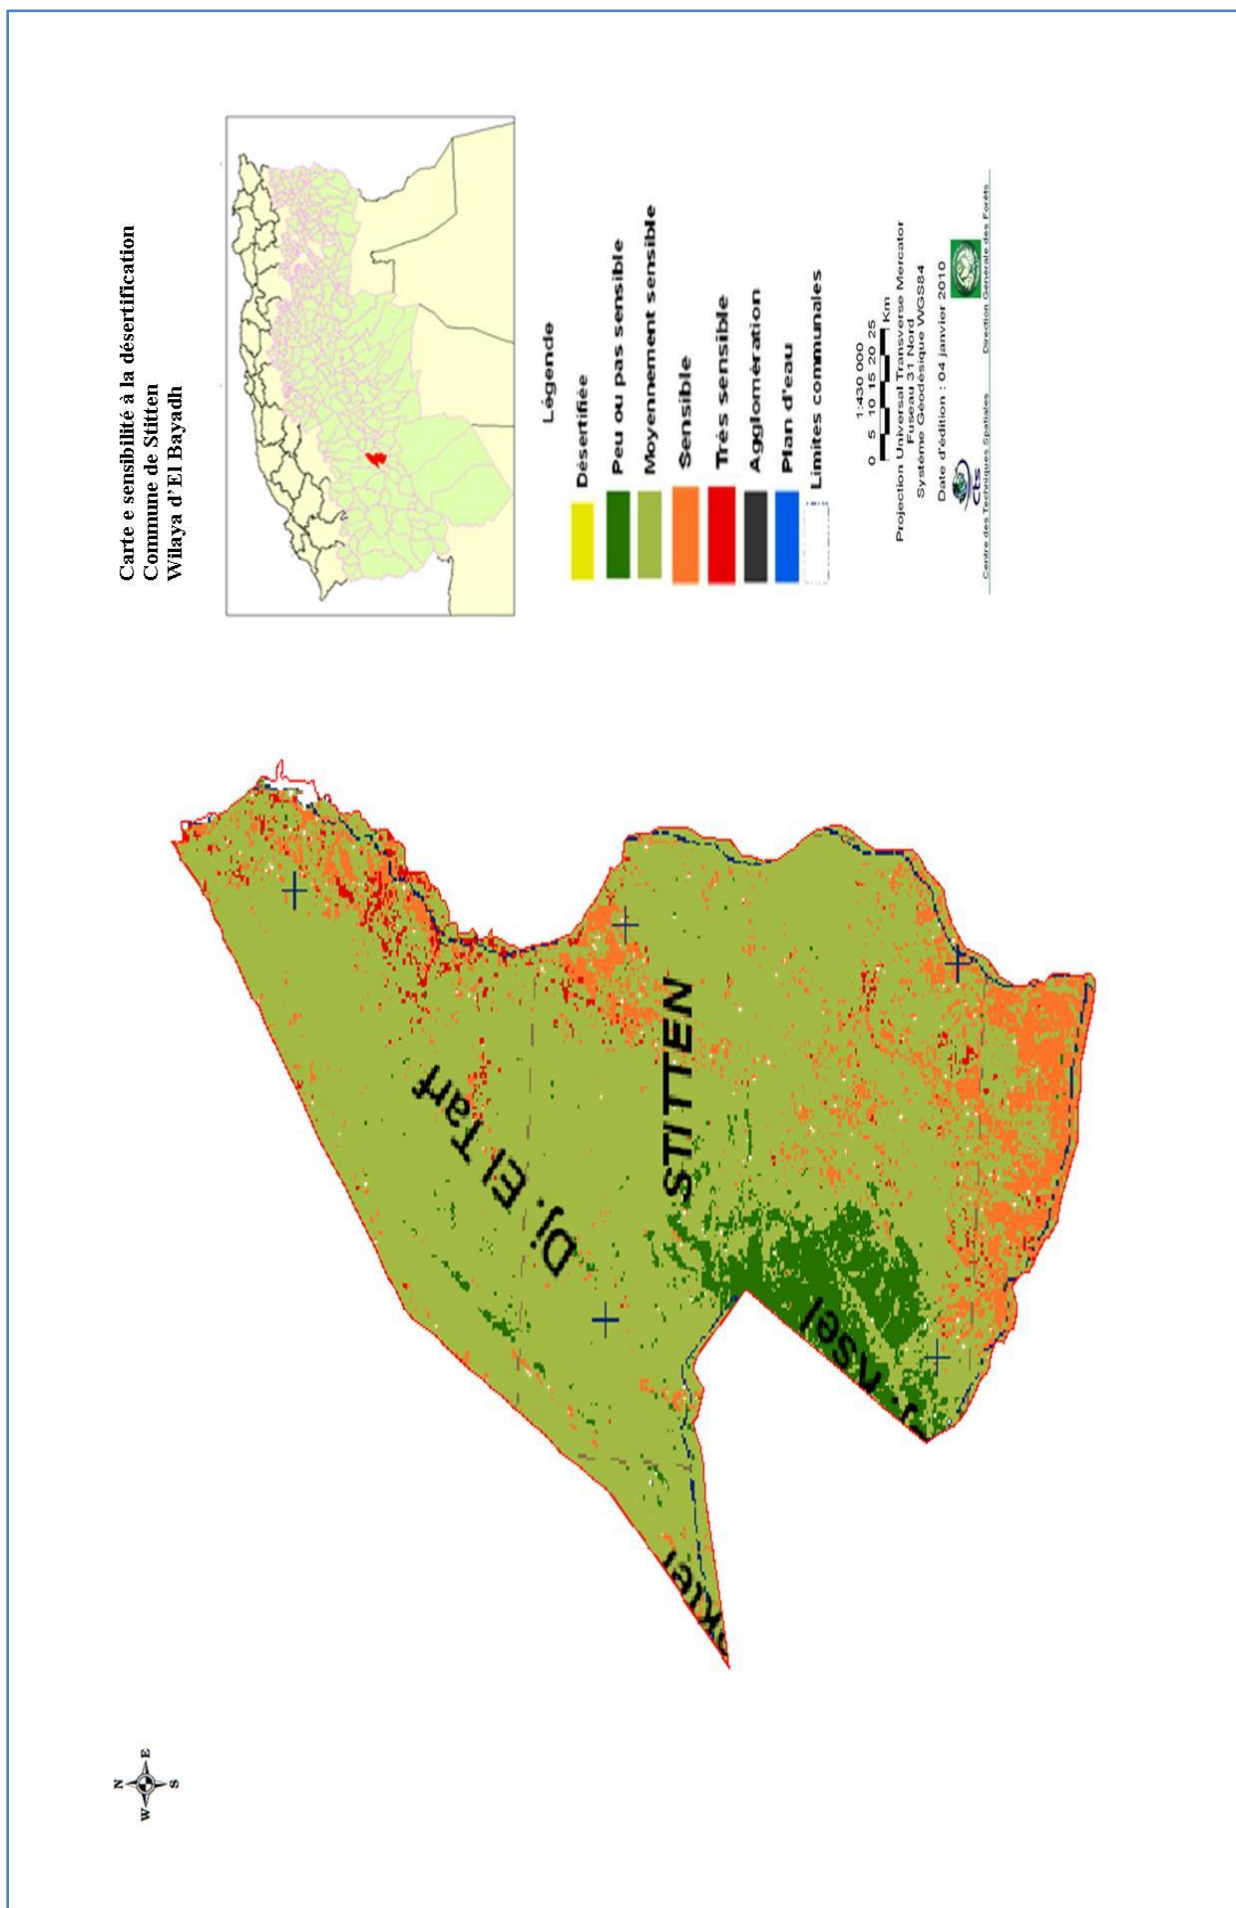 Carte e sensibilité à la désertification
Commune de Stitten
Wilaya d'El Bayadh
Légende
Désertifiée
Peu ou pas sensible
Moyennement sensible
Sensible
Trés sensible
Agglomération
Plan d'eau
Limites communales
1:430 000
0 5 10 15 20 25
Km
Projection Universal Transverse Mercator
Fuseau 31 Nord
Système Géodésique WGS84
Date d'édition : 04 janvier 2010
Cts
Centre des Techniques Spatiales
Direction Générale des Forêts
Dj. El Tarf
STITTEN
N
W E
S